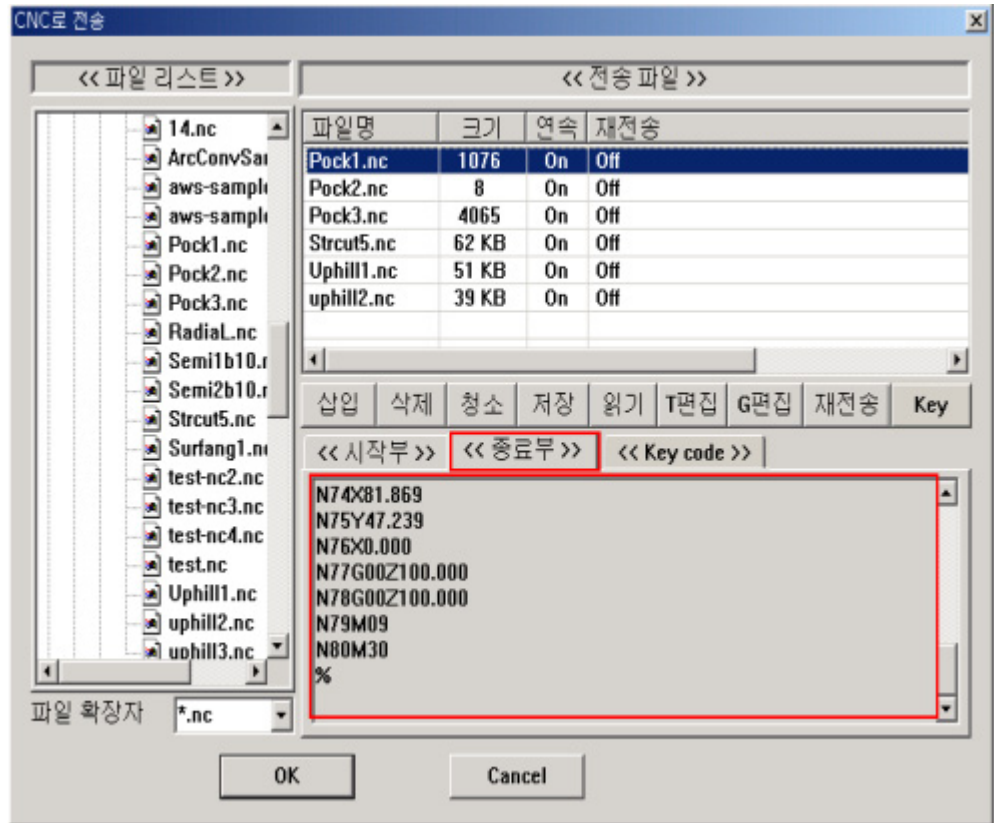 CNC로 전송
<< 파일 리스트 >>
<< 전송 파일 >>
14.nc
ArcConvSa
aws-sampl
aws-sampl
Pock1.nc
Pock2.nc
Pock3.nc
RadiaL.nc
Semi1b10.
Semi2b10.
Strcut5.nc
Surfang1.n
test-nc2.nc
test-nc3.nc
test-nc4.nc
test.nc
Uphill1.nc
uphill2.nc
uphill3.nc
파일 확장자 *.nc
파일명 크기 연속 재전송
Pock1.nc 1076 On Off
Pock2.nc 8 On Off
Pock3.nc 4065 On Off
Strcut5.nc 62 KB On Off
Uphill1.nc 51 KB On Off
uphill2.nc 39 KB On Off
삽입 삭제 청소 저장 읽기 T편집 G편집 재전송 Key
<< 시작부 >> << 종료부 >> << Key code >>
N74X81.869
N75Y47.239
N76X0.000
N77G00Z100.000
N78G00Z100.000
N79M09
N80M30
%
OK Cancel